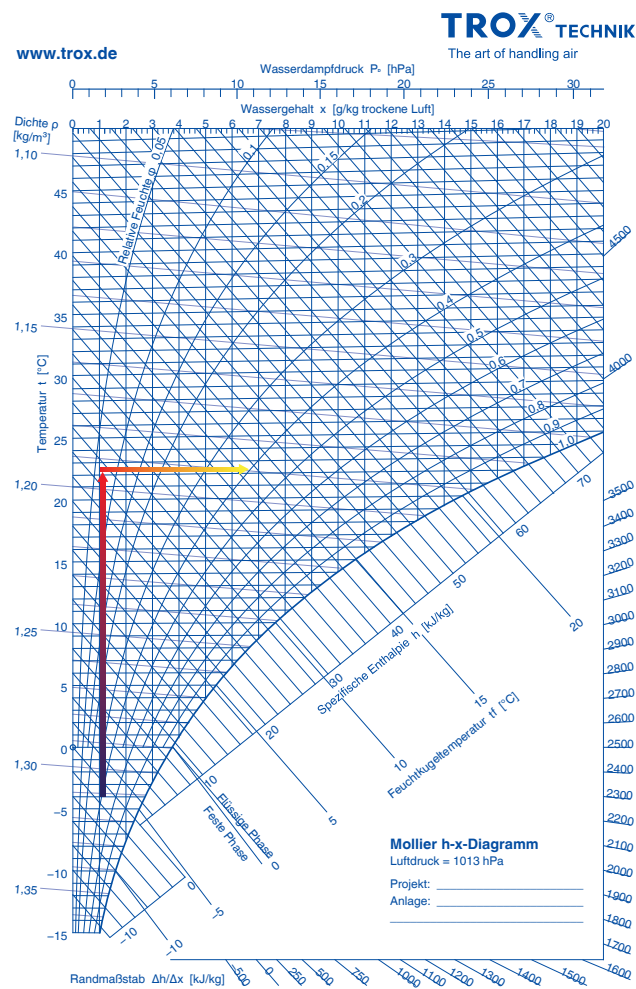 TROX® TECHNIK
The art of handling air
www.trox.de
Wasserdampfdruck Pₒ [hPa]
0 5 10 15 20 25 30
Wassergehalt x [g/kg trockene Luft]
Dichte ρ
[kg/m³]
0 1 2 3 4 5 6 7 8 9 10 11 12 13 14 15 16 17 18 19 20
1,10
1,15
1,20
1,25
1,30
1,35
Temperatur t [°C]
45
40
35
30
25
20
15
10
5
0
−5
−10
−15
Relative Feuchte φ 0,05
0,1
0,15
0,2
0,3
0,4
0,5
0,6
0,7
0,8
0,9
1,0
4500
4000
3500
3400
3300
3200
3100
3000
2900
2800
2700
2600
2500
2400
2300
2200
2100
2000
1900
1800
1700
1600
Spezifische Enthalpie h [kJ/kg]
−10 0 10 20 30 40 50 60 70
Feuchtkugeltemperatur tf [°C]
−10 −5 0 5 10 15 20
Flüssige Phase
Feste Phase
Mollier h-x-Diagramm
Luftdruck = 1013 hPa
Projekt:
Anlage:
Randmaßstab Δh/Δx [kJ/kg]
−500 0 250 500 750 1000 1100 1200 1300 1400 1500